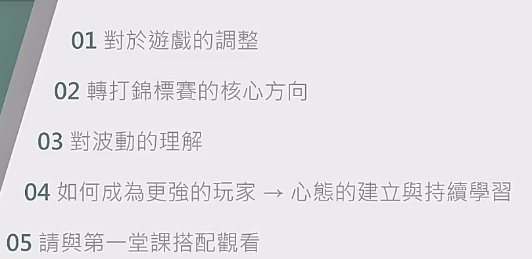 01 對於遊戲的調整
02 轉打錦標賽的核心方向
03 對波動的理解
04 如何成為更強的玩家 → 心態的建立與持續學習
05 請與第一堂課搭配觀看